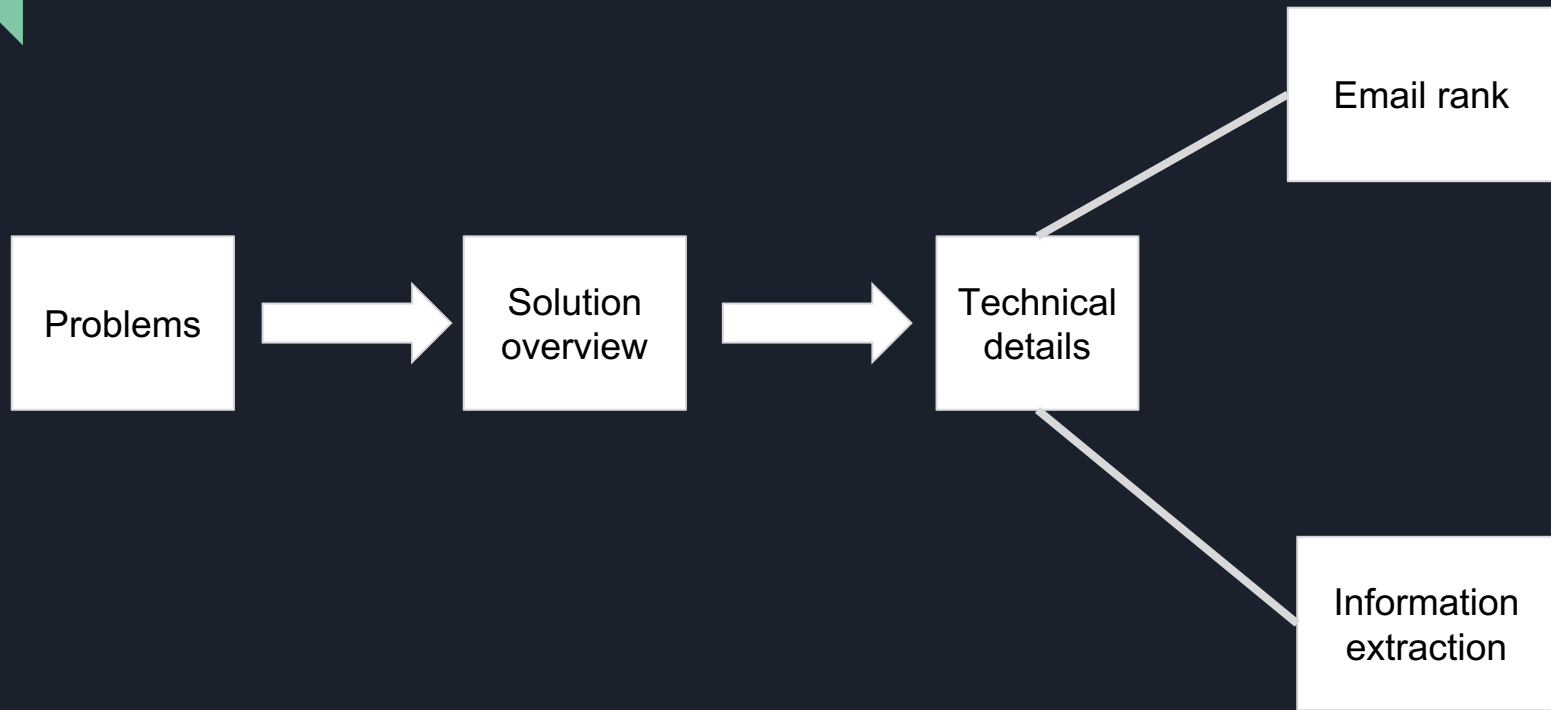 Problems
Solution
overview
Technical
details
Email rank
Information
extraction